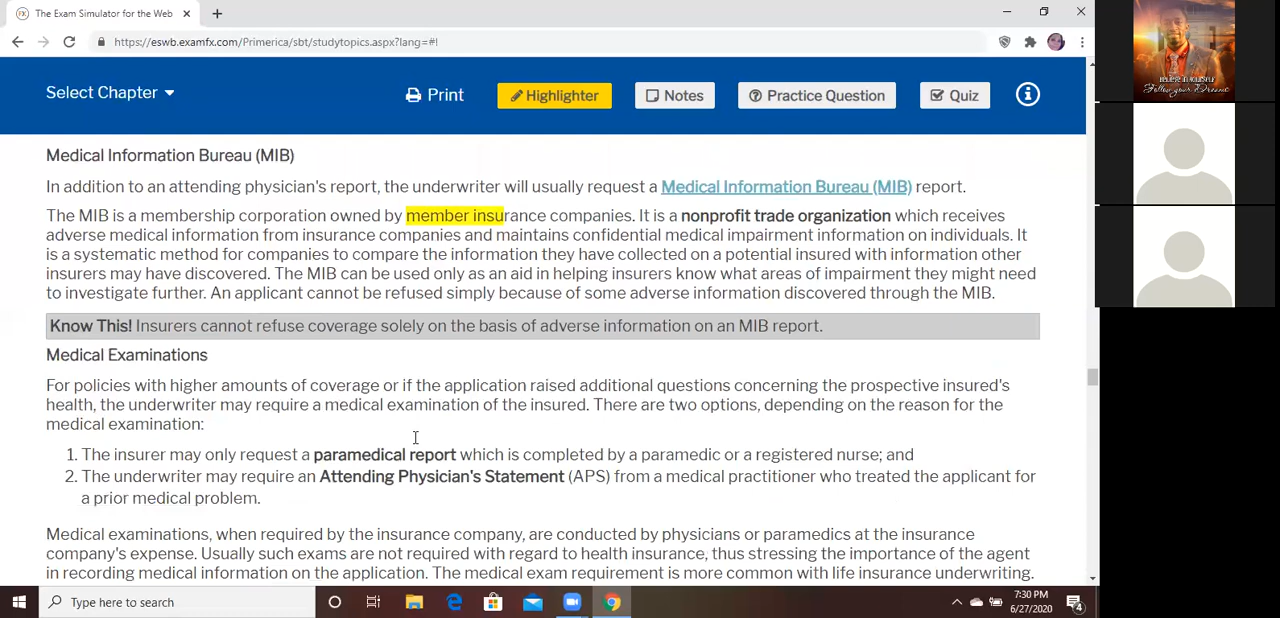 The Exam Simulator for the Web
https://eswb.examfx.com/Primerica/sbt/studytopics.aspx?lang=#!
Select Chapter
Print
Highlighter
Notes
Practice Question
Quiz
Medical Information Bureau (MIB)
In addition to an attending physician's report, the underwriter will usually request a Medical Information Bureau (MIB) report.
The MIB is a membership corporation owned by member insurance companies. It is a nonprofit trade organization which receives
adverse medical information from insurance companies and maintains confidential medical impairment information on individuals. It
is a systematic method for companies to compare the information they have collected on a potential insured with information other
insurers may have discovered. The MIB can be used only as an aid in helping insurers know what areas of impairment they might need
to investigate further. An applicant cannot be refused simply because of some adverse information discovered through the MIB.
Know This! Insurers cannot refuse coverage solely on the basis of adverse information on an MIB report.
Medical Examinations
For policies with higher amounts of coverage or if the application raised additional questions concerning the prospective insured's
health, the underwriter may require a medical examination of the insured. There are two options, depending on the reason for the
medical examination:
1. The insurer may only request a paramedical report which is completed by a paramedic or a registered nurse; and
2. The underwriter may require an Attending Physician's Statement (APS) from a medical practitioner who treated the applicant for
a prior medical problem.
Medical examinations, when required by the insurance company, are conducted by physicians or paramedics at the insurance
company's expense. Usually such exams are not required with regard to health insurance, thus stressing the importance of the agent
in recording medical information on the application. The medical exam requirement is more common with life insurance underwriting.
Type here to search
7:30 PM
6/27/2020
4
Follow your Dreams